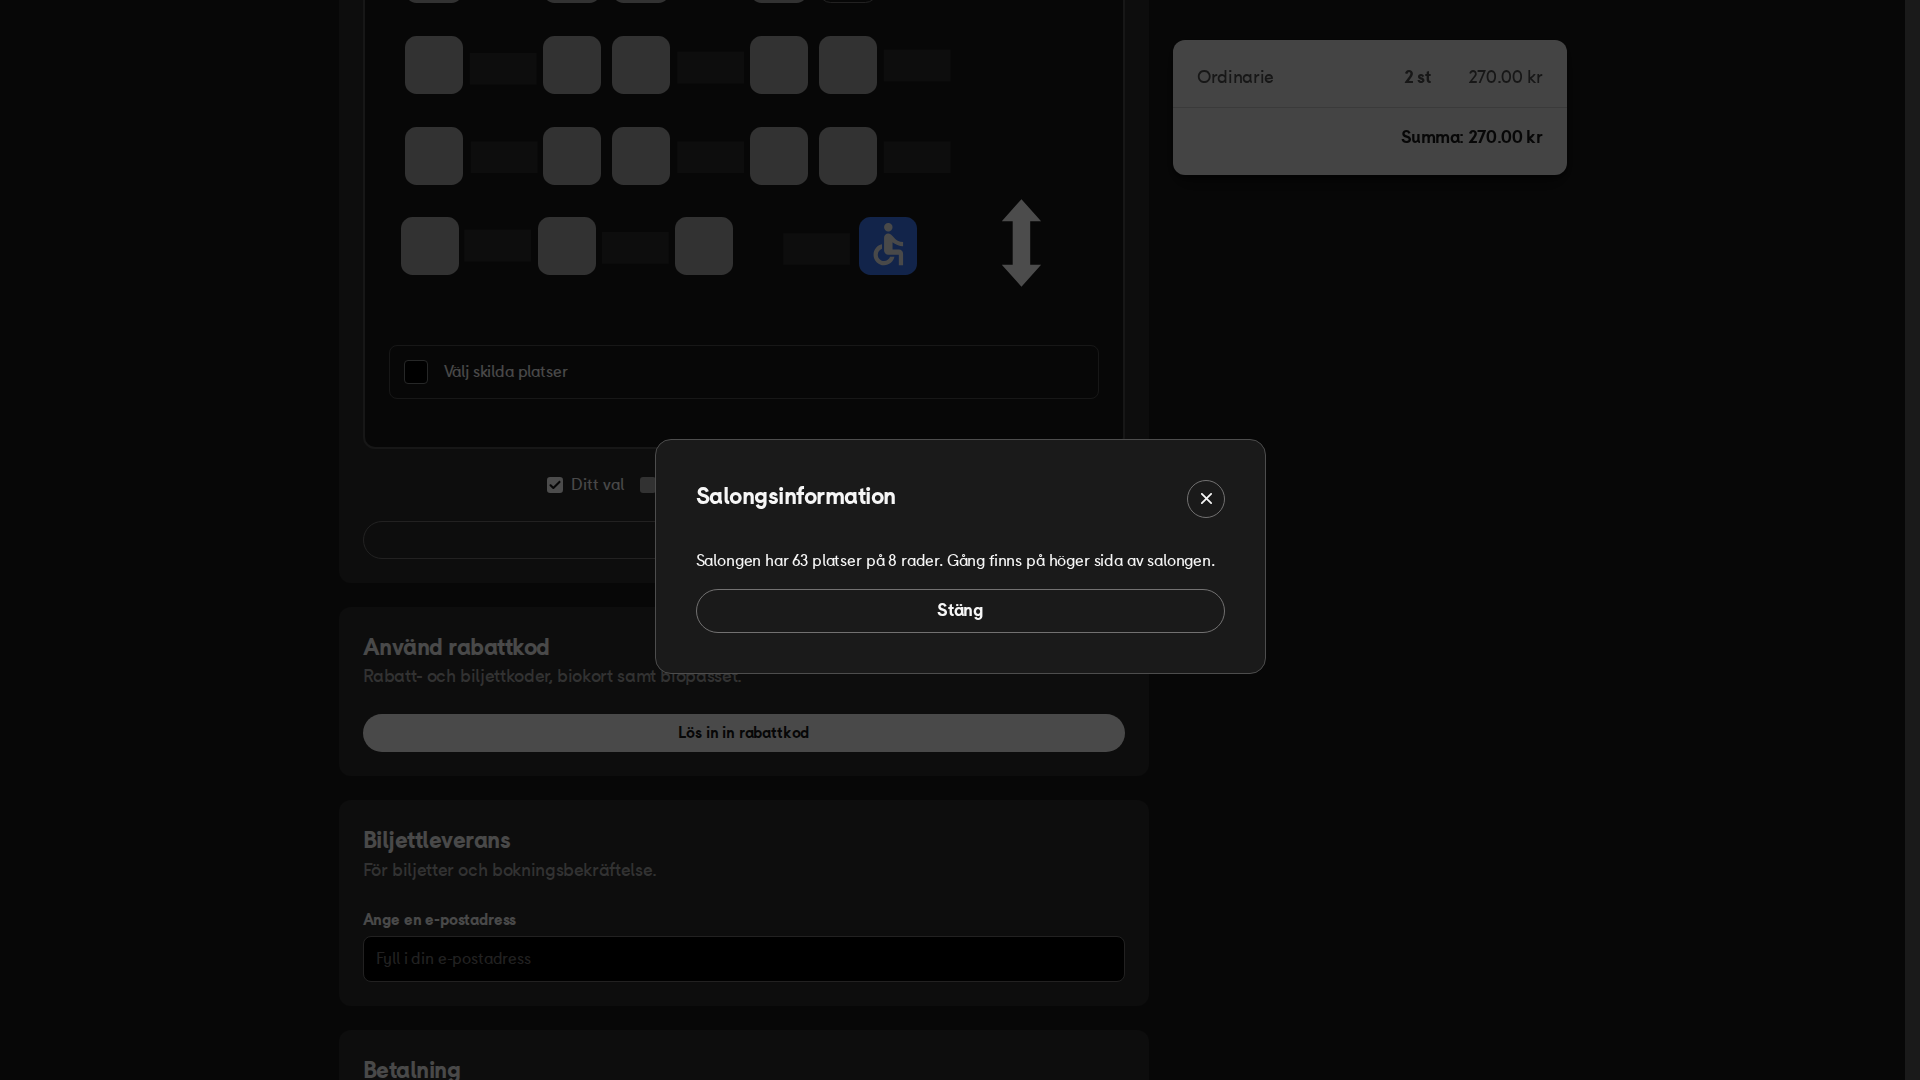 Ordinarie 2 st 270.00 kr
Summa: 270.00 kr
Välj skilda platser
Ditt val
Salongsinformation
Salongen har 63 platser på 8 rader. Gång finns på höger sida av salongen.
Stäng
Använd rabattkod
Rabatt- och biljettkoder, biokort samt biopasset.
Lös in in rabattkod
Biljettleverans
För biljetter och bokningsbekräftelse.
Ange en e-postadress
Fyll i din e-postadress
Betalning